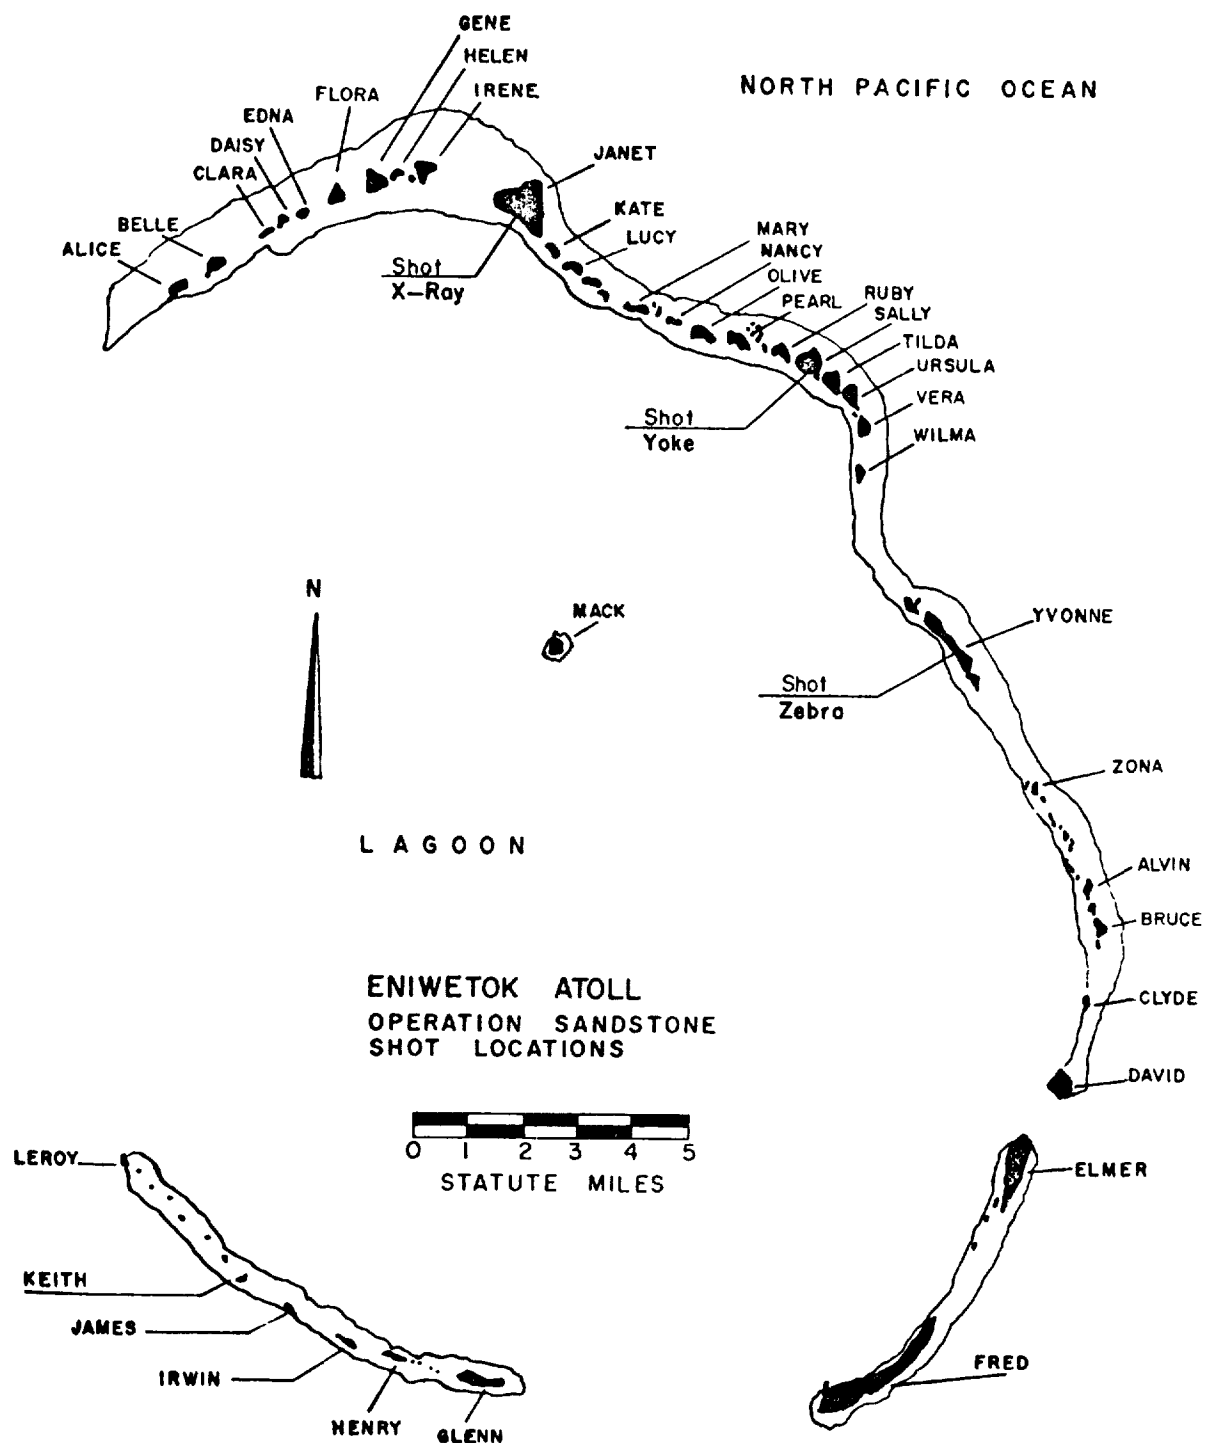 GENE
HELEN
IRENE
FLORA
EDNA
DAISY
CLARA
BELLE
ALICE
NORTH PACIFIC OCEAN
JANET
KATE
LUCY
Shot
X-Ray
MARY
NANCY
OLIVE
PEARL
RUBY
SALLY
TILDA
URSULA
VERA
WILMA
Shot
Yoke
N
MACK
YVONNE
Shot
Zebra
ZONA
LAGOON
ALVIN
BRUCE
CLYDE
DAVID
ENIWETOK ATOLL
OPERATION SANDSTONE
SHOT LOCATIONS
0 1 2 3 4 5
STATUTE MILES
LEROY
KEITH
JAMES
IRWIN
HENRY
GLENN
ELMER
FRED